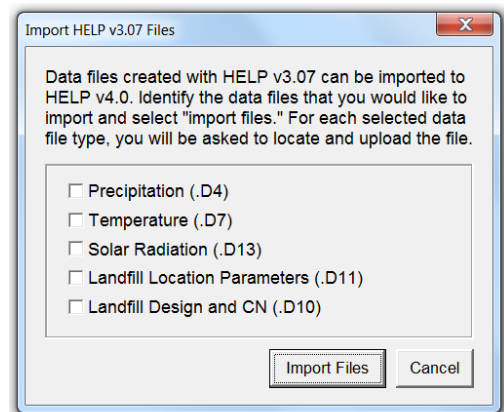 Import HELP v3.07 Files
Data files created with HELP v3.07 can be imported to
HELP v4.0. Identify the data files that you would like to
import and select "import files." For each selected data
file type, you will be asked to locate and upload the file.
Precipitation (.D4)
Temperature (.D7)
Solar Radiation (.D13)
Landfill Location Parameters (.D11)
Landfill Design and CN (.D10)
Import Files
Cancel